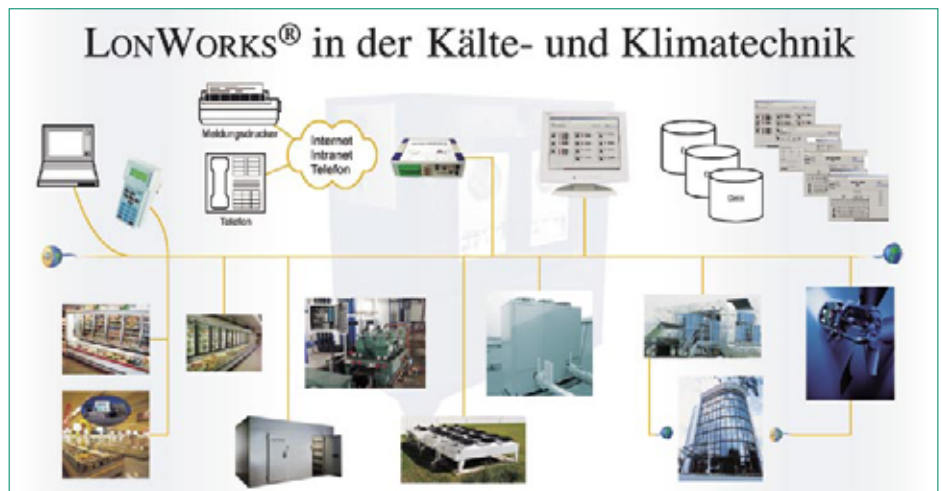 LONWORKS® in der Kälte- und Klimatechnik
Meldungsdrucker
Internet
Intranet
Telefon
Telefon
Daten